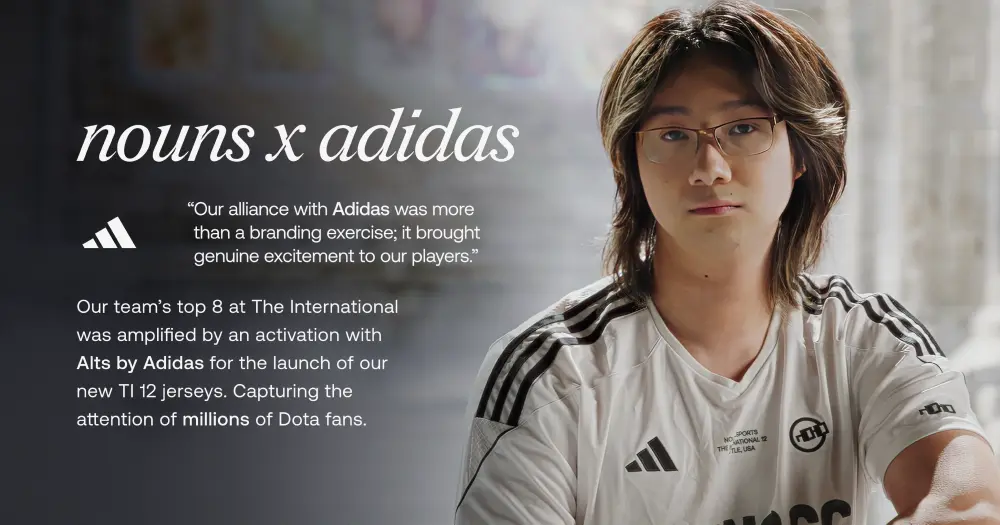 nouns x adidas
“Our alliance with Adidas was more
than a branding exercise; it brought
genuine excitement to our players.”
Our team’s top 8 at The International
was amplified by an activation with
Alts by Adidas for the launch of our
new TI 12 jerseys. Capturing the
attention of millions of Dota fans.